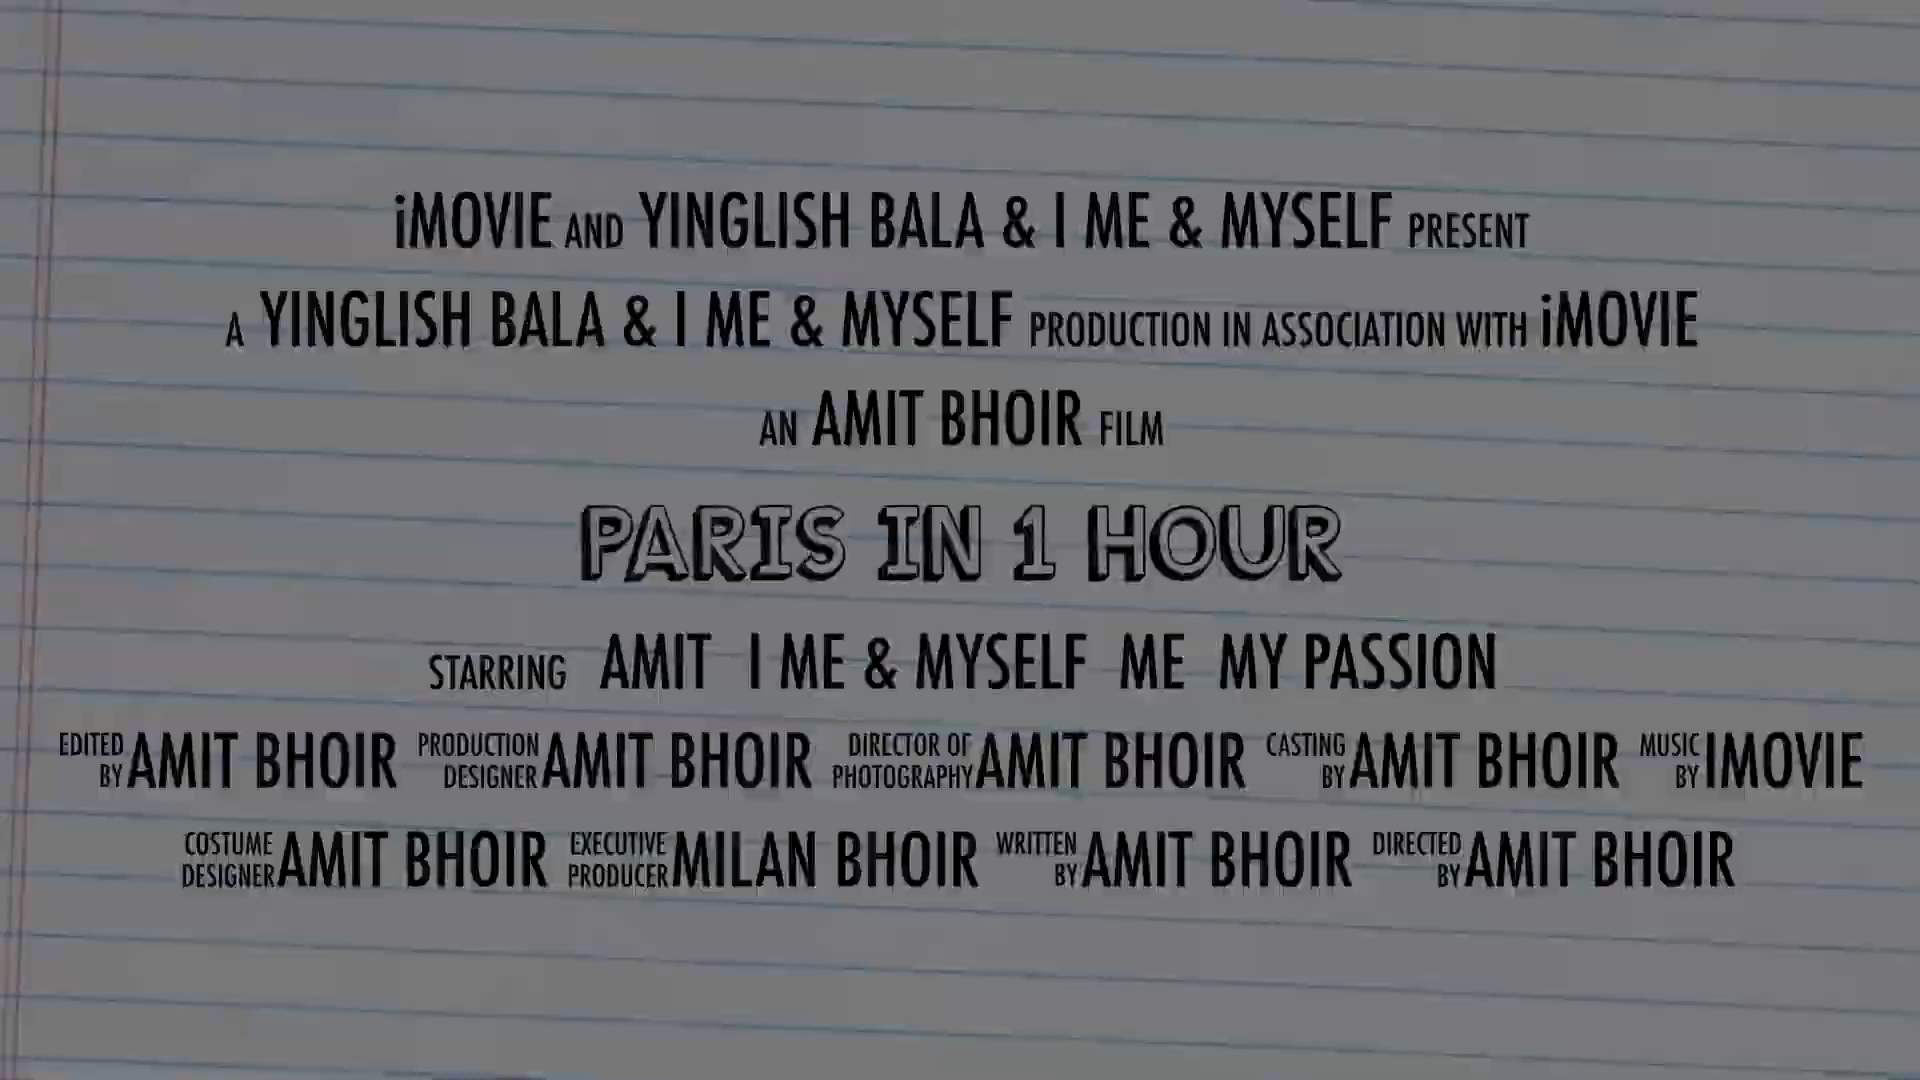 iMOVIE AND YINGLISH BALA & I ME & MYSELF PRESENT
A YINGLISH BALA & I ME & MYSELF PRODUCTION IN ASSOCIATION WITH iMOVIE
AN AMIT BHOIR FILM
PARIS IN 1 HOUR
STARRING AMIT I ME & MYSELF ME MY PASSION
EDITED BY AMIT BHOIR PRODUCTION DESIGNER AMIT BHOIR DIRECTOR OF PHOTOGRAPHY AMIT BHOIR CASTING BY AMIT BHOIR MUSIC BY IMOVIE
COSTUME DESIGNER AMIT BHOIR EXECUTIVE PRODUCER MILAN BHOIR WRITTEN BY AMIT BHOIR DIRECTED BY AMIT BHOIR